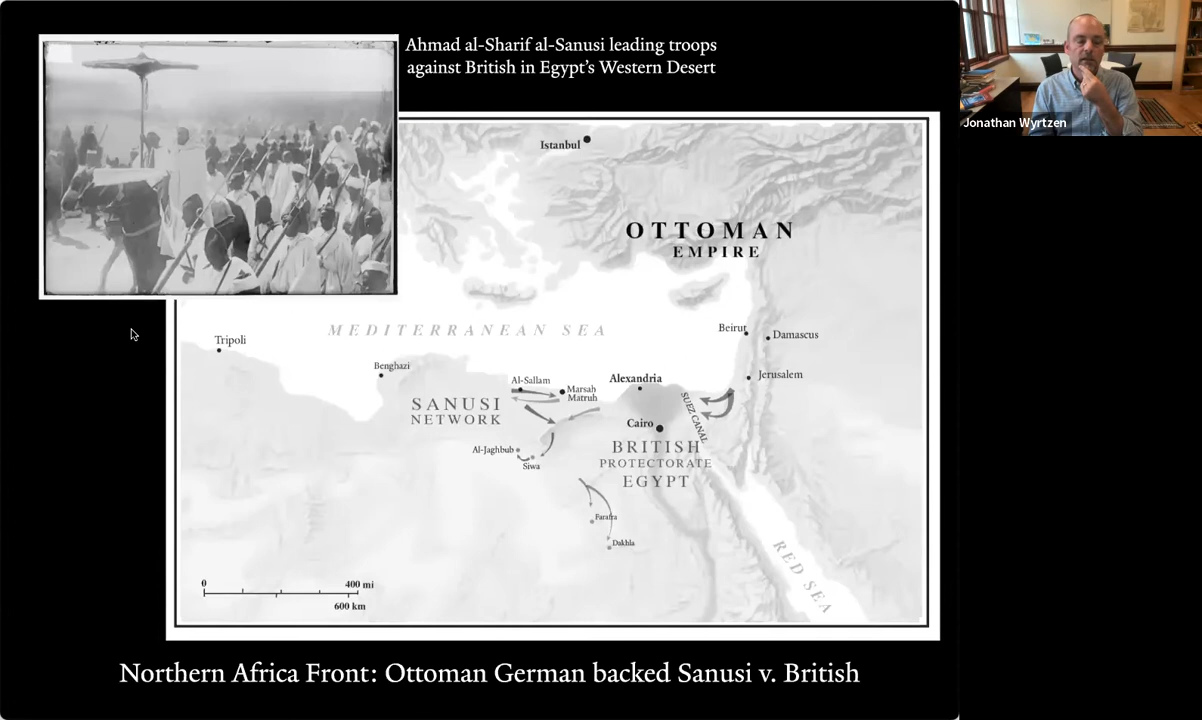 Ahmad al-Sharif al-Sanusi leading troops
against British in Egypt's Western Desert
Jonathan Wyrtzen
Istanbul
OTTOMAN
EMPIRE
MEDITERRANEAN SEA
Beirut
Damascus
Tripoli
Benghazi
Jerusalem
Al-Sallam
Marsah
Matruh
Alexandria
SANUSI
NETWORK
SUEZ CANAL
Cairo
Al-Jaghbub
Siwa
BRITISH
PROTECTORATE
EGYPT
Farafra
Dakhla
RED SEA
0
400 mi
600 km
Northern Africa Front: Ottoman German backed Sanusi v. British